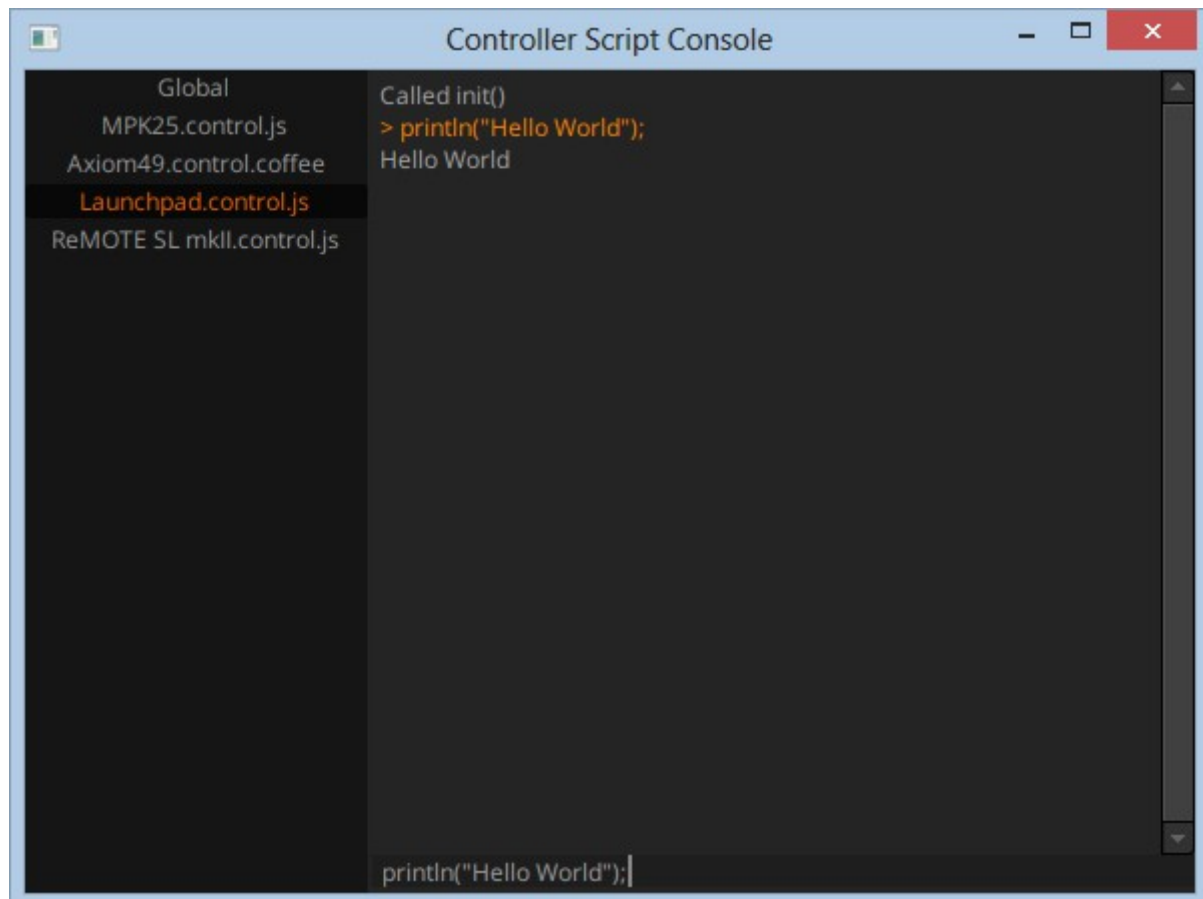 Controller Script Console
Global
MPK25.control.js
Axiom49.control.coffee
Launchpad.control.js
ReMOTE SL mkII.control.js
Called init()
> println("Hello World");
Hello World
println("Hello World");